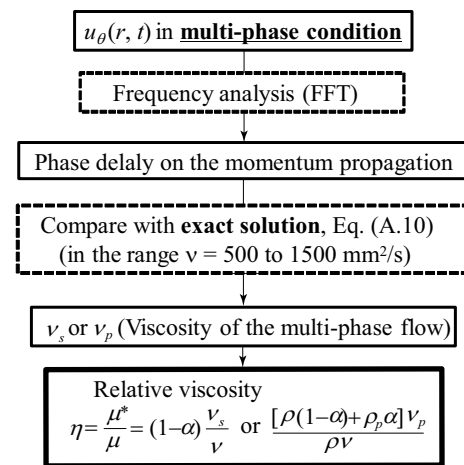 u_θ(r, t) in multi-phase condition
Frequency analysis (FFT)
Phase delaly on the momentum propagation
Compare with exact solution, Eq. (A.10)
(in the range ν = 500 to 1500 mm²/s)
ν_s or ν_p (Viscosity of the multi-phase flow)
Relative viscosity
η = μ*/μ = (1−α) ν_s/ν or [ρ(1−α)+ρ_pα]ν_p/ρν